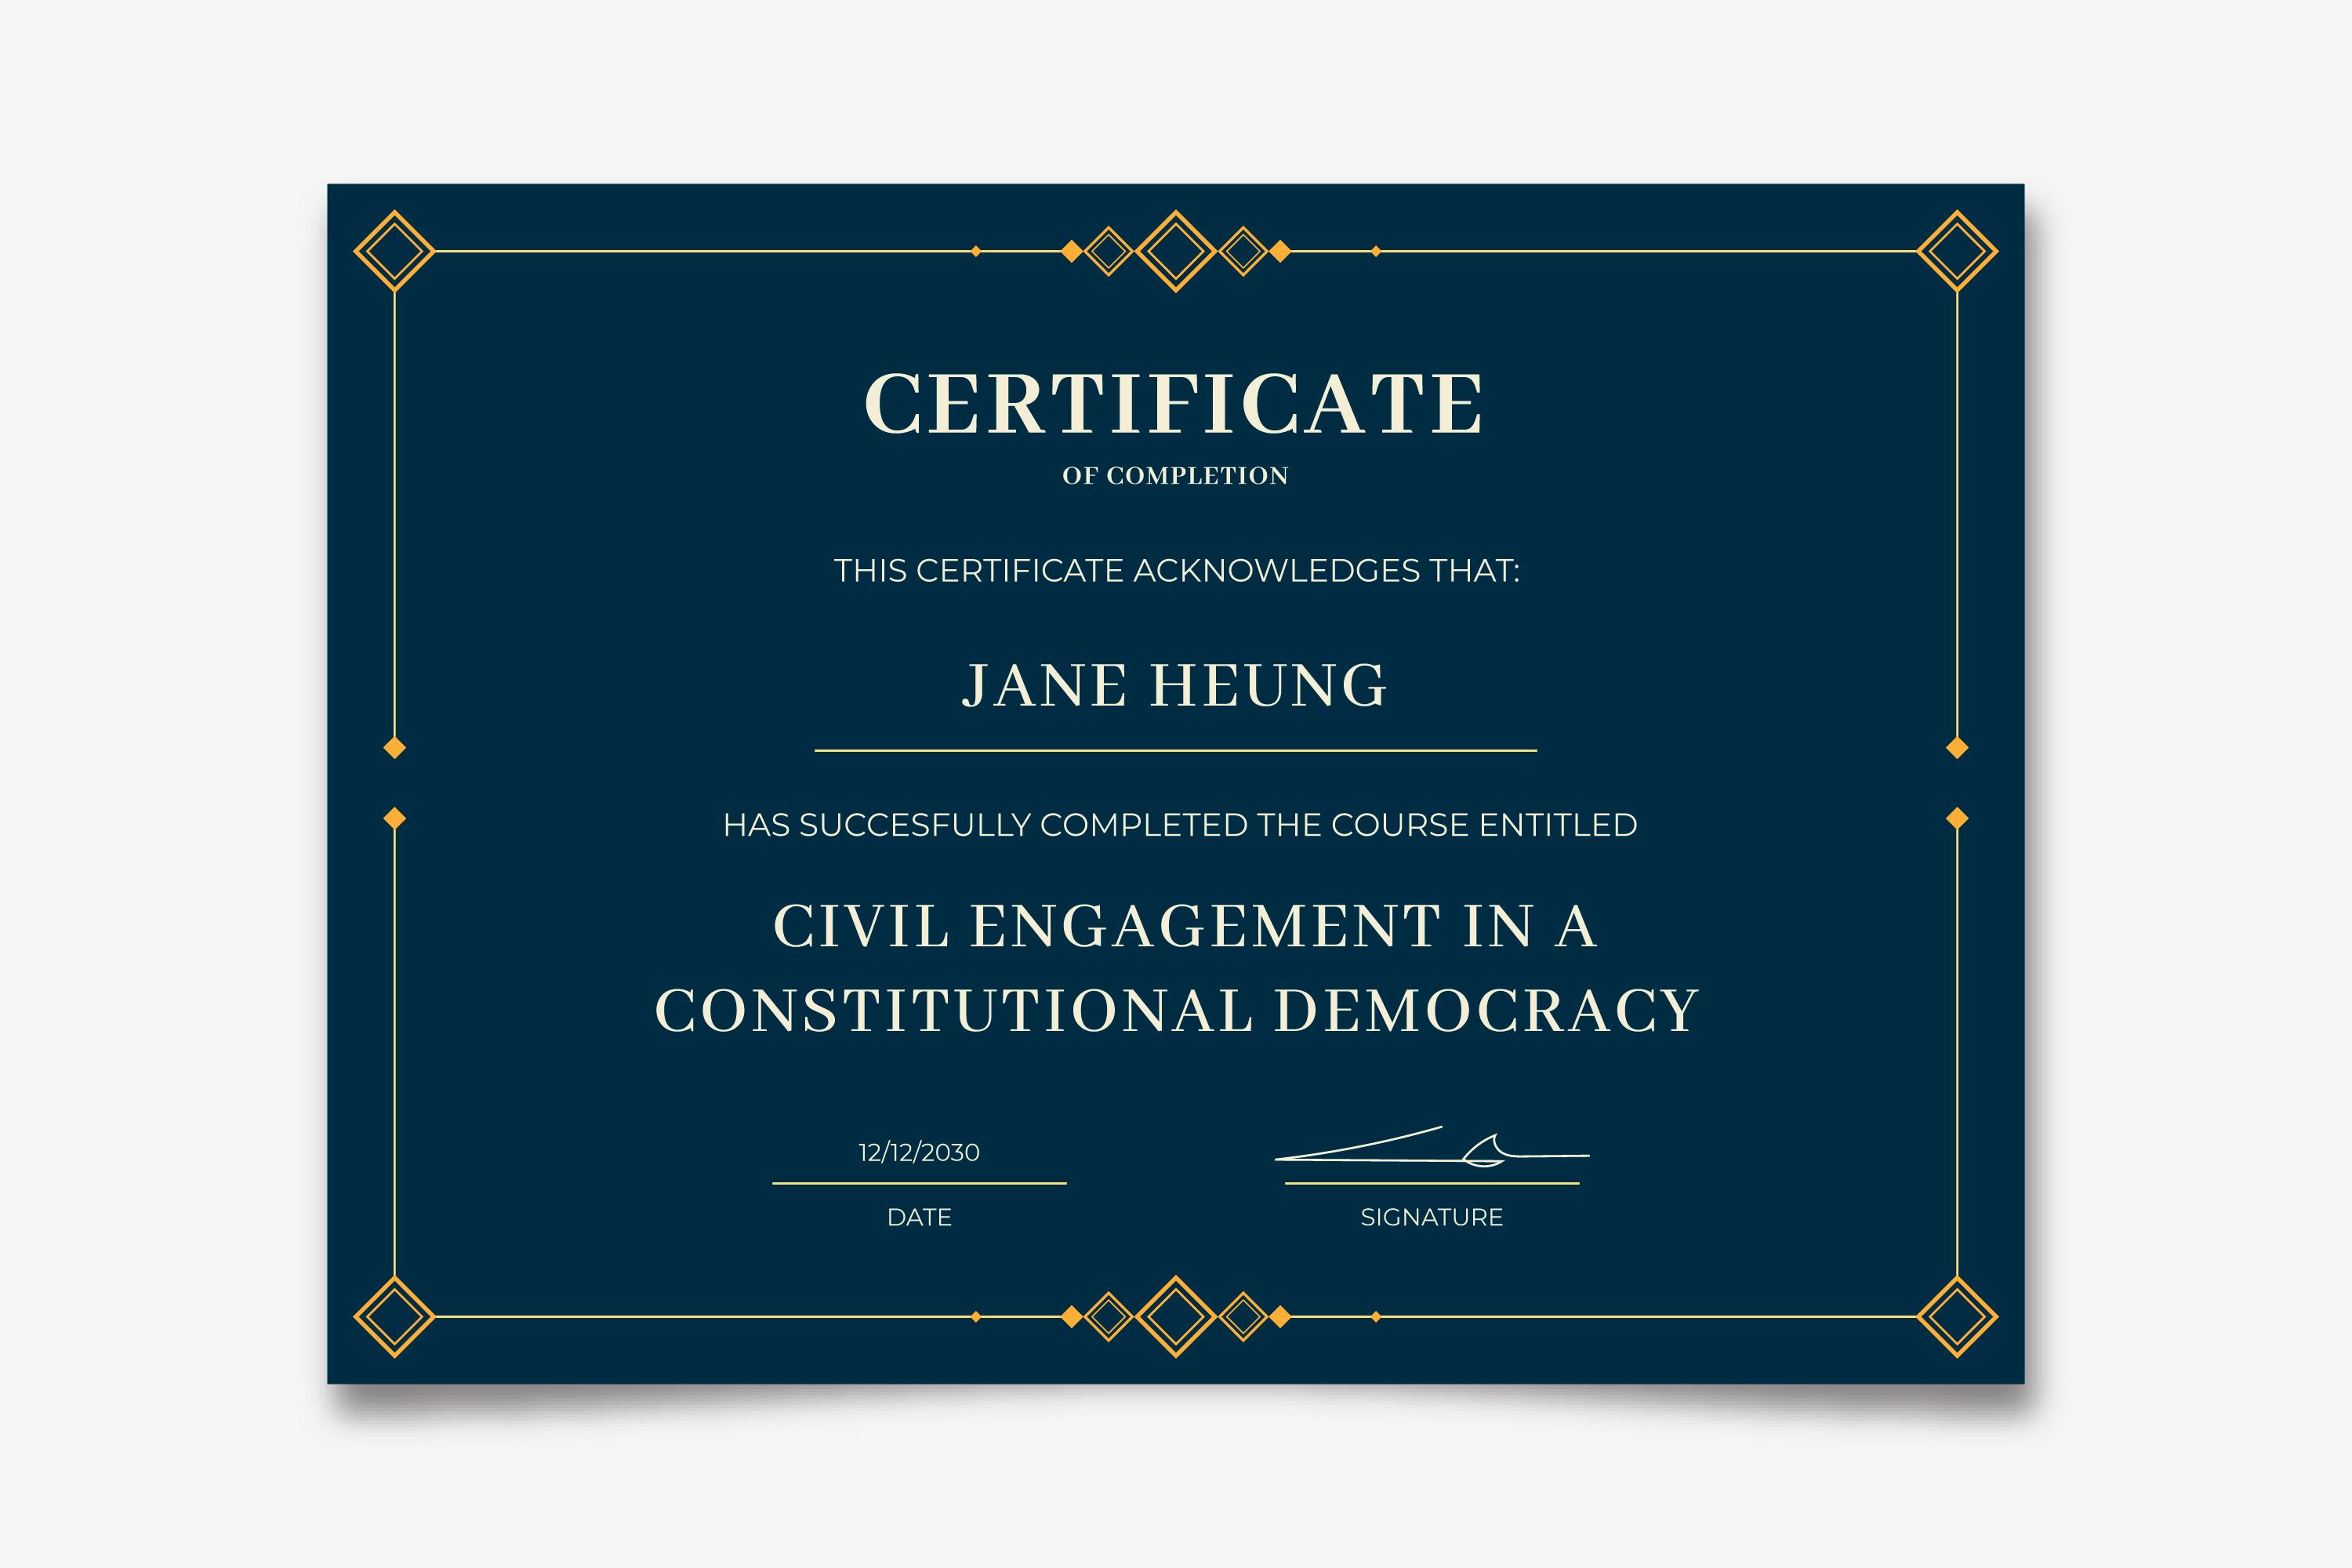 CERTIFICATE
OF COMPLETION
THIS CERTIFICATE ACKNOWLEDGES THAT:
JANE HEUNG
HAS SUCCESFULLY COMPLETED THE COURSE ENTITLED
CIVIL ENGAGEMENT IN A
CONSTITUTIONAL DEMOCRACY
12/12/2030
DATE
SIGNATURE